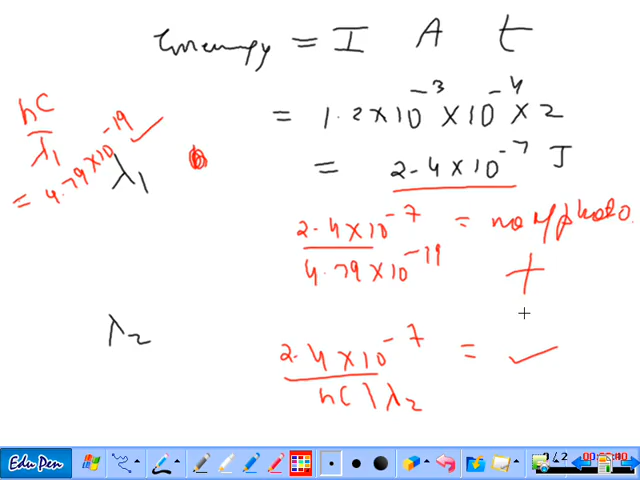 Energy = I A t
= 1.2×10⁻³ ×10⁻⁴ ×2
= 2.4×10⁻⁷ J
hC
λ₁
= 4.79×10⁻¹⁹ ✓
λ₁
2.4×10⁻⁷ = no of photo.
4.79×10⁻¹⁹
+
λ₂
2.4×10⁻⁷ = ✓
hC \ λ₂
Edu Pen
2